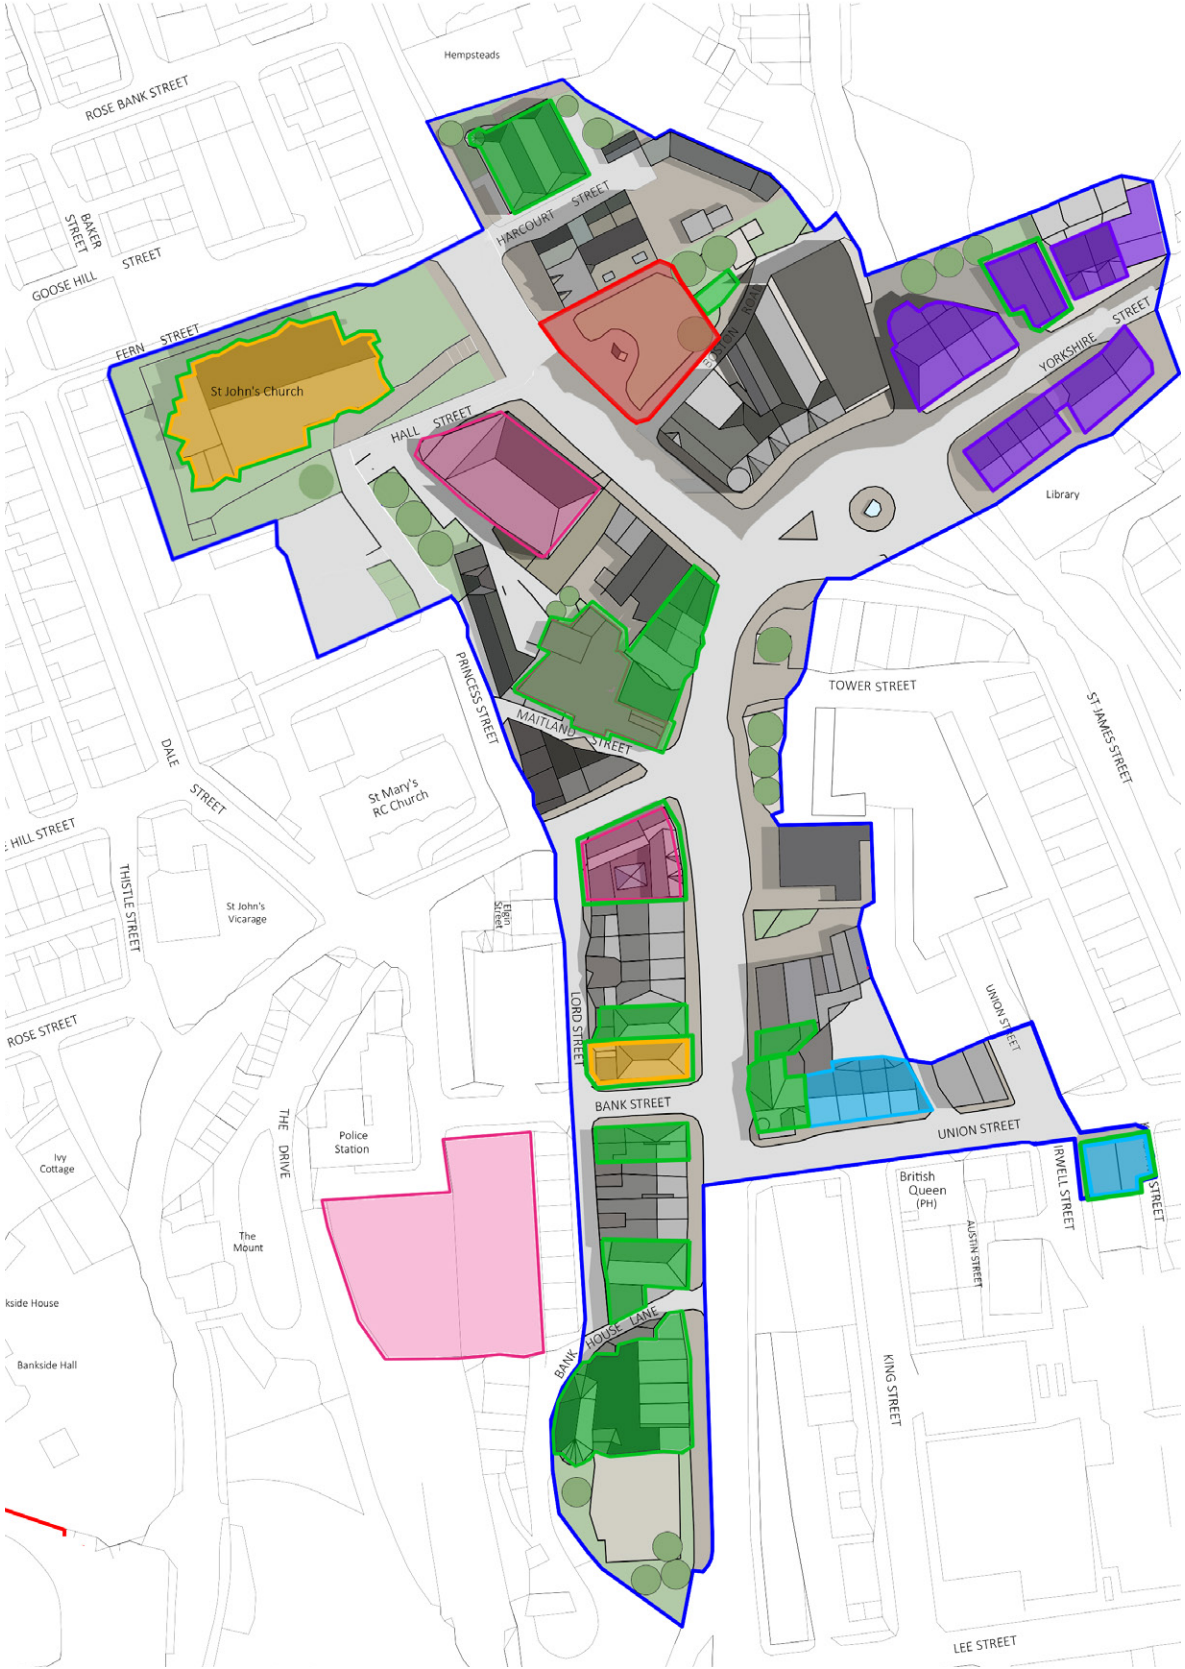 Hempsteads
ROSE BANK STREET
HARCOURT STREET
BAKER
STREET
GOOSE HILL STREET
FERN STREET
BOSTON ROA
YORKSHIRE STREET
St John's Church
HALL STREET
Library
PRINCESS STREET
TOWER STREET
ST JAMES STREET
MAITLAND STREET
DALE STREET
St Mary's
RC Church
E HILL STREET
THISTLE STREET
St John's
Vicarage
Elgin
Street
LORD STREET
UNION STREET
ROSE STREET
BANK STREET
UNION STREET
THE DRIVE
Police
Station
Ivy
Cottage
British
Queen
(PH)
IRWELL STREET
STREET
AUSTIN STREET
The
Mount
kside House
BANK HOUSE LANE
Bankside Hall
KING STREET
LEE STREET